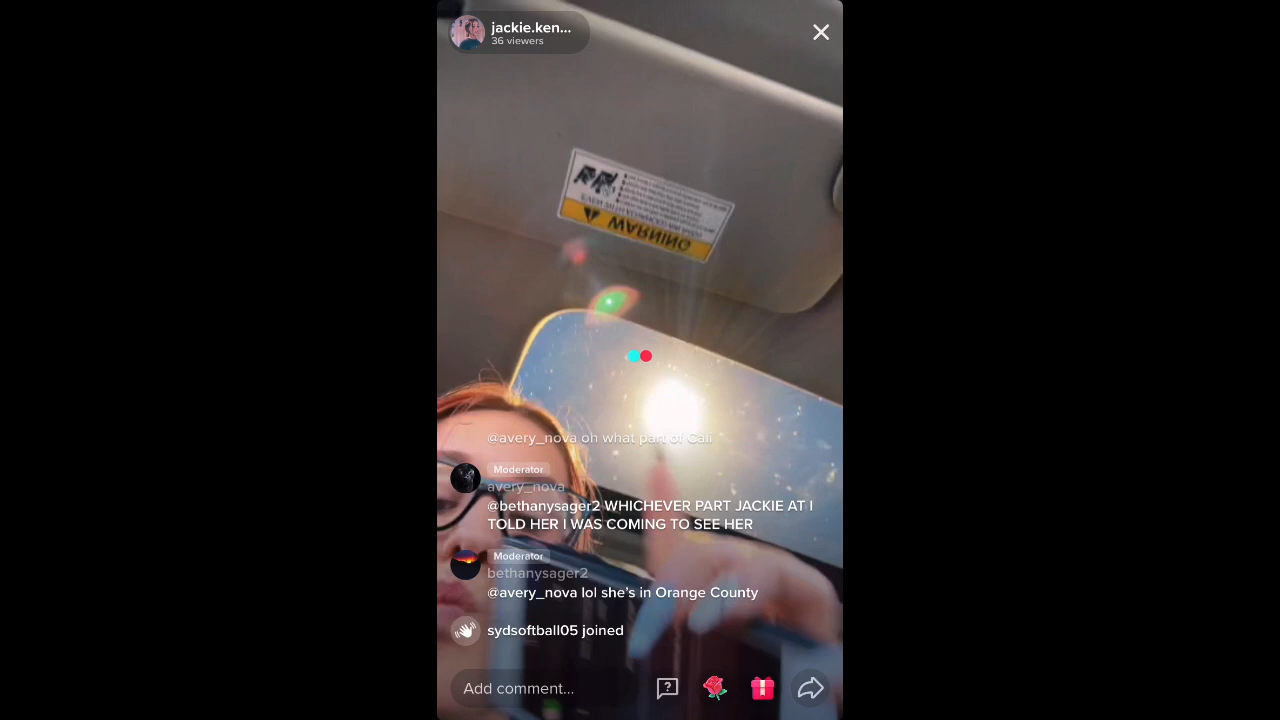 jackie.ken...
36 viewers
WARNING
@avery_nova oh what part of Cali
Moderator
avery_nova
@bethanysager2 WHICHEVER PART JACKIE AT I
TOLD HER I WAS COMING TO SEE HER
Moderator
bethanysager2
@avery_nova lol she's in Orange County
sydsoftball05 joined
Add comment...